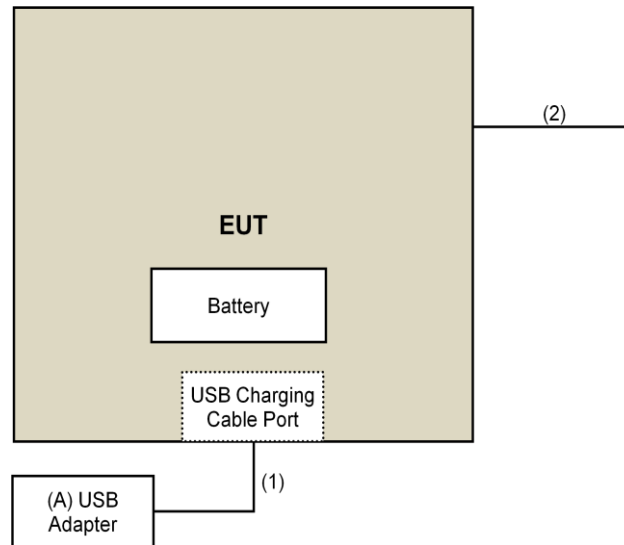 (2)
EUT
Battery
USB Charging
Cable Port
(1)
(A) USB
Adapter